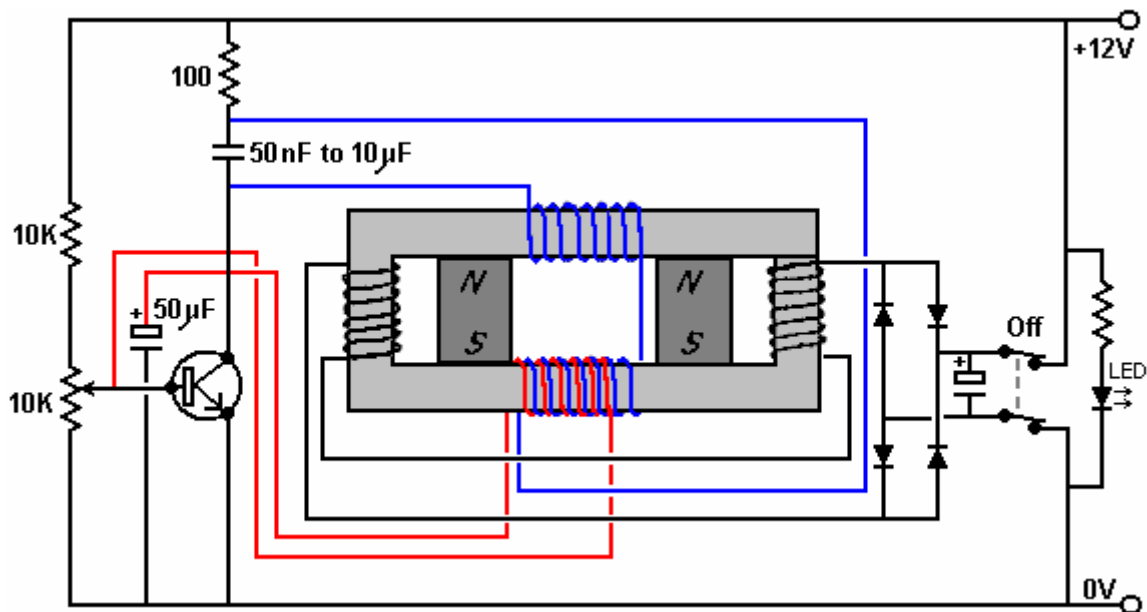 +12V
100
50nF to 10µF
10K
N
N
+
50µF
S
S
Off
+
LED
10K
0V